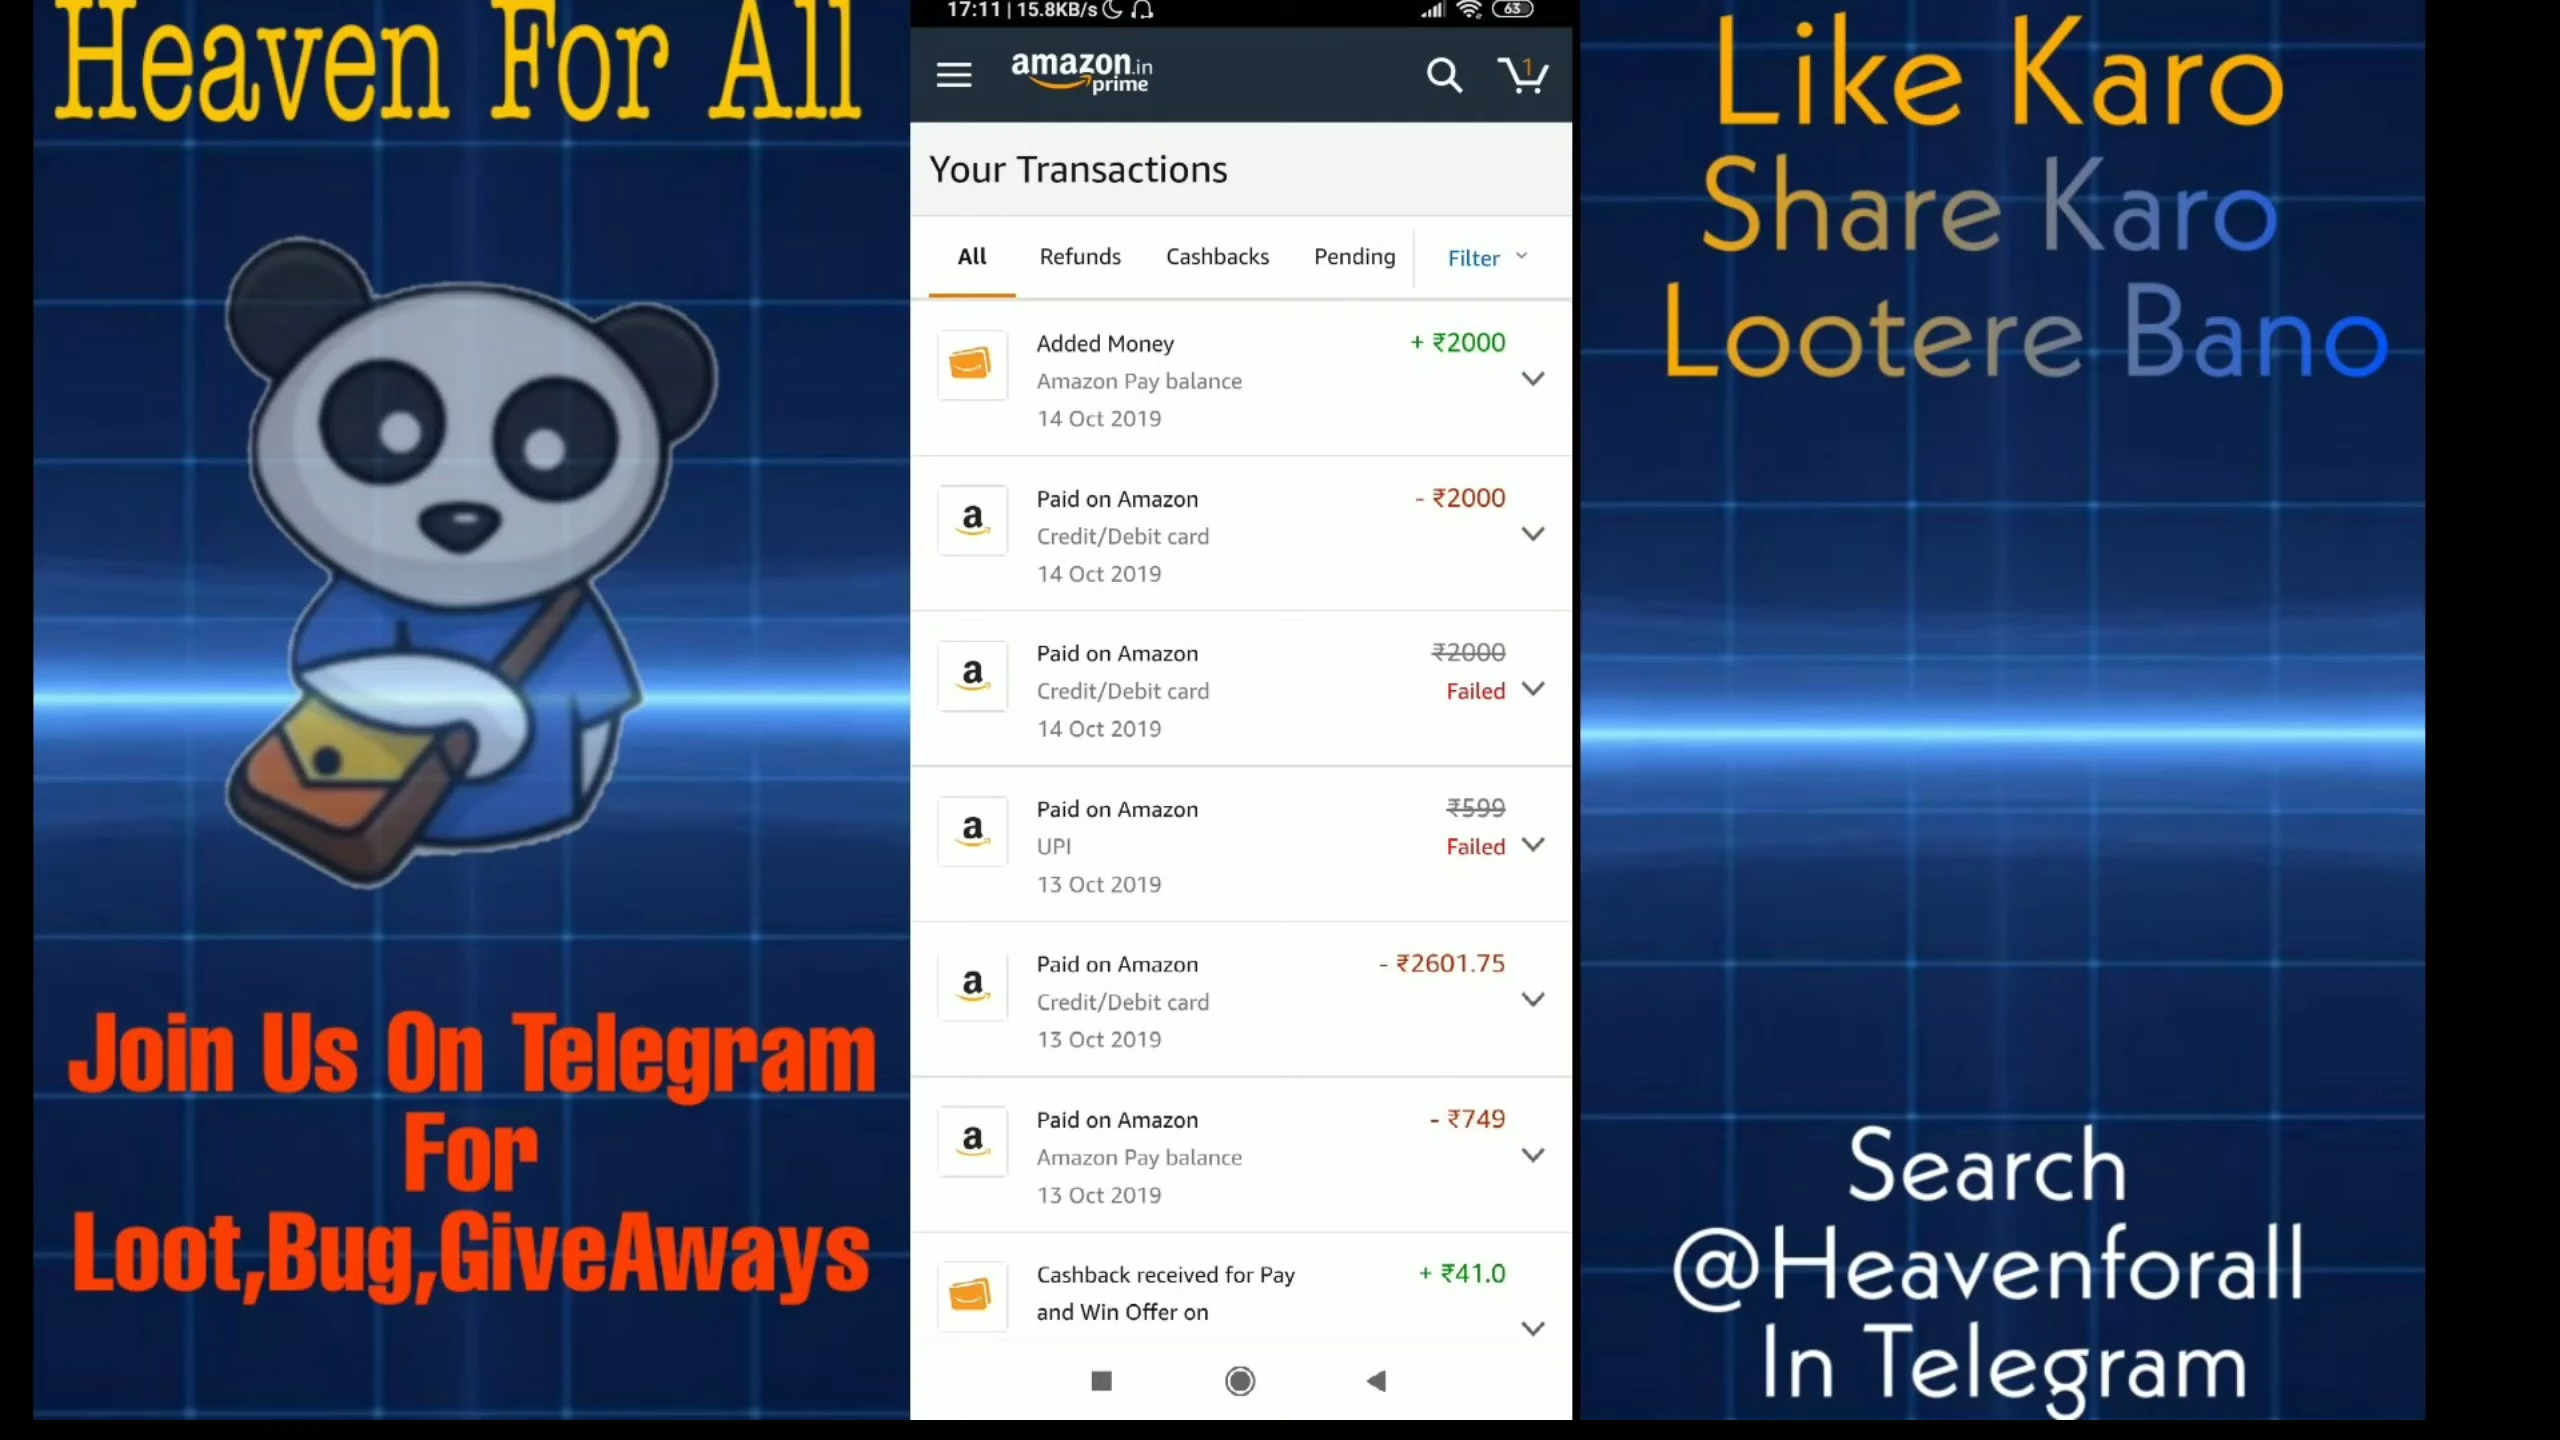 Heaven For All
Join Us On Telegram
For
Loot,Bug,GiveAways
17:11 | 15.8KB/s
63
amazon.in
prime
1
Your Transactions
All Refunds Cashbacks Pending Filter
Added Money + ₹2000
Amazon Pay balance
14 Oct 2019
a
Paid on Amazon - ₹2000
Credit/Debit card
14 Oct 2019
a
Paid on Amazon ₹2000
Credit/Debit card Failed
14 Oct 2019
a
Paid on Amazon ₹599
UPI Failed
13 Oct 2019
a
Paid on Amazon - ₹2601.75
Credit/Debit card
13 Oct 2019
a
Paid on Amazon - ₹749
Amazon Pay balance
13 Oct 2019
Cashback received for Pay + ₹41.0
and Win Offer on
Like Karo
Share Karo
Lootere Bano
Search
@Heavenforall
In Telegram